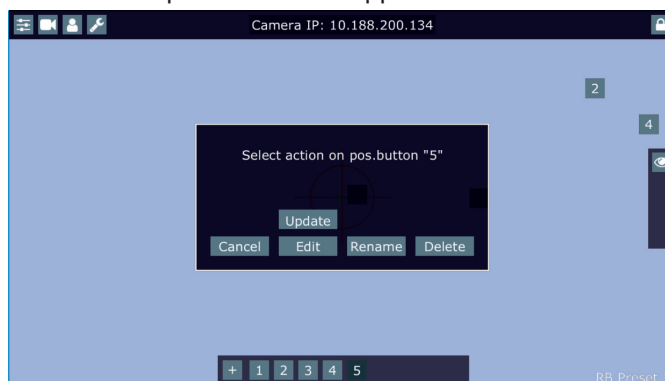 Camera IP: 10.188.200.134
2
4
Select action on pos.button "5"
Update
Cancel Edit Rename Delete
+ 1 2 3 4 5
RB Preset